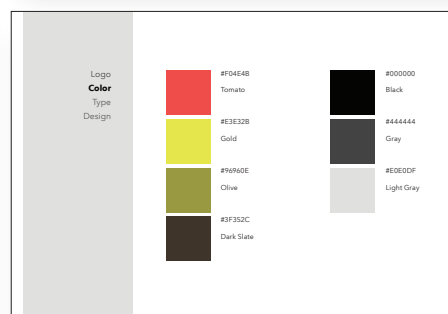 Logo
Color
Type
Design
#F04E4B
Tomato
#E3E32B
Gold
#96960E
Olive
#3F352C
Dark Slate
#000000
Black
#444444
Gray
#E0E0DF
Light Gray